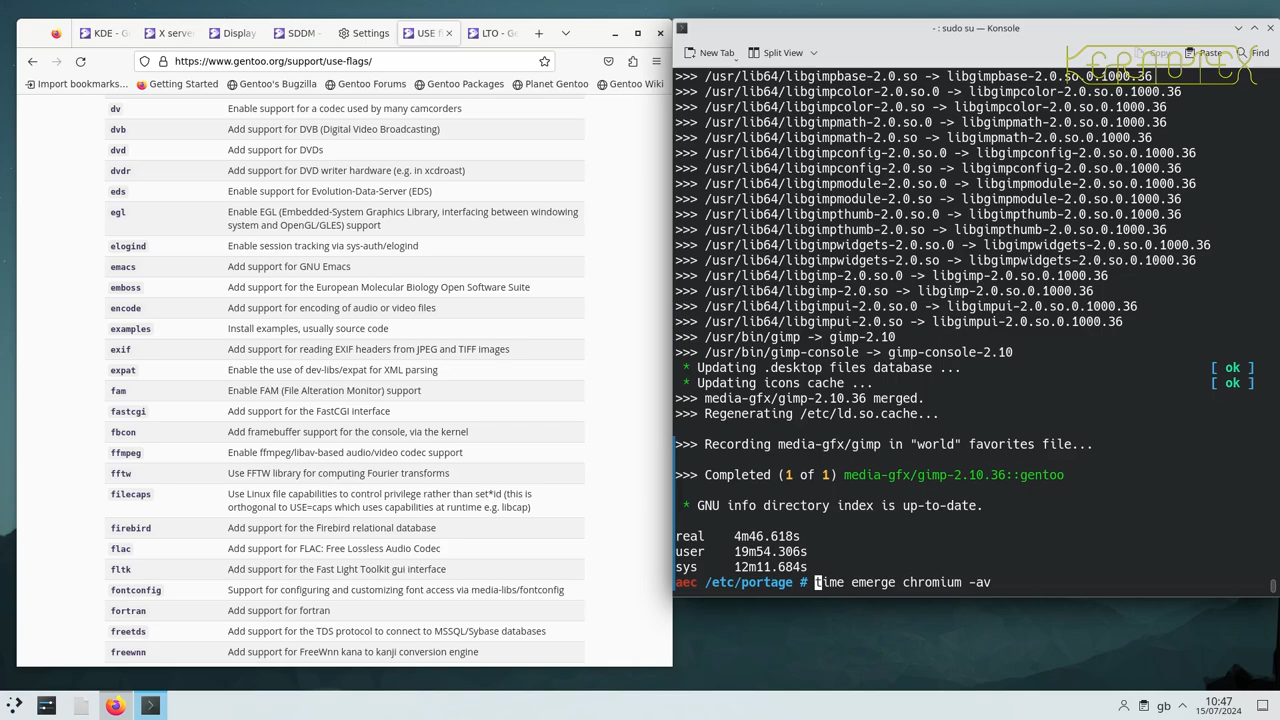 KDE - G
X serve
Display
SDDM -
Settings
USE fl
LTO - Ge
https://www.gentoo.org/support/use-flags/
Import bookmarks...
Getting Started
Gentoo's Bugzilla
Gentoo Forums
Gentoo Packages
Planet Gentoo
Gentoo Wiki
dv Enable support for a codec used by many camcorders
dvb Add support for DVB (Digital Video Broadcasting)
dvd Add support for DVDs
dvdr Add support for DVD writer hardware (e.g. in xcdroast)
eds Enable support for Evolution-Data-Server (EDS)
egl Enable EGL (Embedded-System Graphics Library, interfacing between windowing
system and OpenGL/GLES) support
elogind Enable session tracking via sys-auth/elogind
emacs Add support for GNU Emacs
emboss Add support for the European Molecular Biology Open Software Suite
encode Add support for encoding of audio or video files
examples Install examples, usually source code
exif Add support for reading EXIF headers from JPEG and TIFF images
expat Enable the use of dev-libs/expat for XML parsing
fam Enable FAM (File Alteration Monitor) support
fastcgi Add support for the FastCGI interface
fbcon Add framebuffer support for the console, via the kernel
ffmpeg Enable ffmpeg/libav-based audio/video codec support
fftw Use FFTW library for computing Fourier transforms
filecaps Use Linux file capabilities to control privilege rather than set*id (this is
orthogonal to USE=caps which uses capabilities at runtime e.g. libcap)
firebird Add support for the Firebird relational database
flac Add support for FLAC: Free Lossless Audio Codec
fltk Add support for the Fast Light Toolkit gui interface
fontconfig Support for configuring and customizing font access via media-libs/fontconfig
fortran Add support for fortran
freetds Add support for the TDS protocol to connect to MSSQL/Sybase databases
freewnn Add support for FreeWnn kana to kanji conversion engine
- : sudo su — Konsole
New Tab
Split View
Copy
Paste
Find
KERNOTEX
>>> /usr/lib64/libgimpbase-2.0.so -> libgimpbase-2.0.so.0.1000.36
>>> /usr/lib64/libgimpcolor-2.0.so.0 -> libgimpcolor-2.0.so.0.1000.36
>>> /usr/lib64/libgimpcolor-2.0.so -> libgimpcolor-2.0.so.0.1000.36
>>> /usr/lib64/libgimpmath-2.0.so.0 -> libgimpmath-2.0.so.0.1000.36
>>> /usr/lib64/libgimpmath-2.0.so -> libgimpmath-2.0.so.0.1000.36
>>> /usr/lib64/libgimpconfig-2.0.so.0 -> libgimpconfig-2.0.so.0.1000.36
>>> /usr/lib64/libgimpconfig-2.0.so -> libgimpconfig-2.0.so.0.1000.36
>>> /usr/lib64/libgimpmodule-2.0.so.0 -> libgimpmodule-2.0.so.0.1000.36
>>> /usr/lib64/libgimpmodule-2.0.so -> libgimpmodule-2.0.so.0.1000.36
>>> /usr/lib64/libgimpthumb-2.0.so.0 -> libgimpthumb-2.0.so.0.1000.36
>>> /usr/lib64/libgimpthumb-2.0.so -> libgimpthumb-2.0.so.0.1000.36
>>> /usr/lib64/libgimpwidgets-2.0.so.0 -> libgimpwidgets-2.0.so.0.1000.36
>>> /usr/lib64/libgimpwidgets-2.0.so -> libgimpwidgets-2.0.so.0.1000.36
>>> /usr/lib64/libgimp-2.0.so.0 -> libgimp-2.0.so.0.1000.36
>>> /usr/lib64/libgimp-2.0.so -> libgimp-2.0.so.0.1000.36
>>> /usr/lib64/libgimpui-2.0.so.0 -> libgimpui-2.0.so.0.1000.36
>>> /usr/lib64/libgimpui-2.0.so -> libgimpui-2.0.so.0.1000.36
>>> /usr/bin/gimp -> gimp-2.10
>>> /usr/bin/gimp-console -> gimp-console-2.10
* Updating .desktop files database ... [ ok ]
* Updating icons cache ... [ ok ]
>>> media-gfx/gimp-2.10.36 merged.
>>> Regenerating /etc/ld.so.cache...
>>> Recording media-gfx/gimp in "world" favorites file...
>>> Completed (1 of 1) media-gfx/gimp-2.10.36::gentoo
* GNU info directory index is up-to-date.
real 4m46.618s
user 19m54.306s
sys 12m11.684s
aec /etc/portage # time emerge chromium -av
gb
10:47
15/07/2024